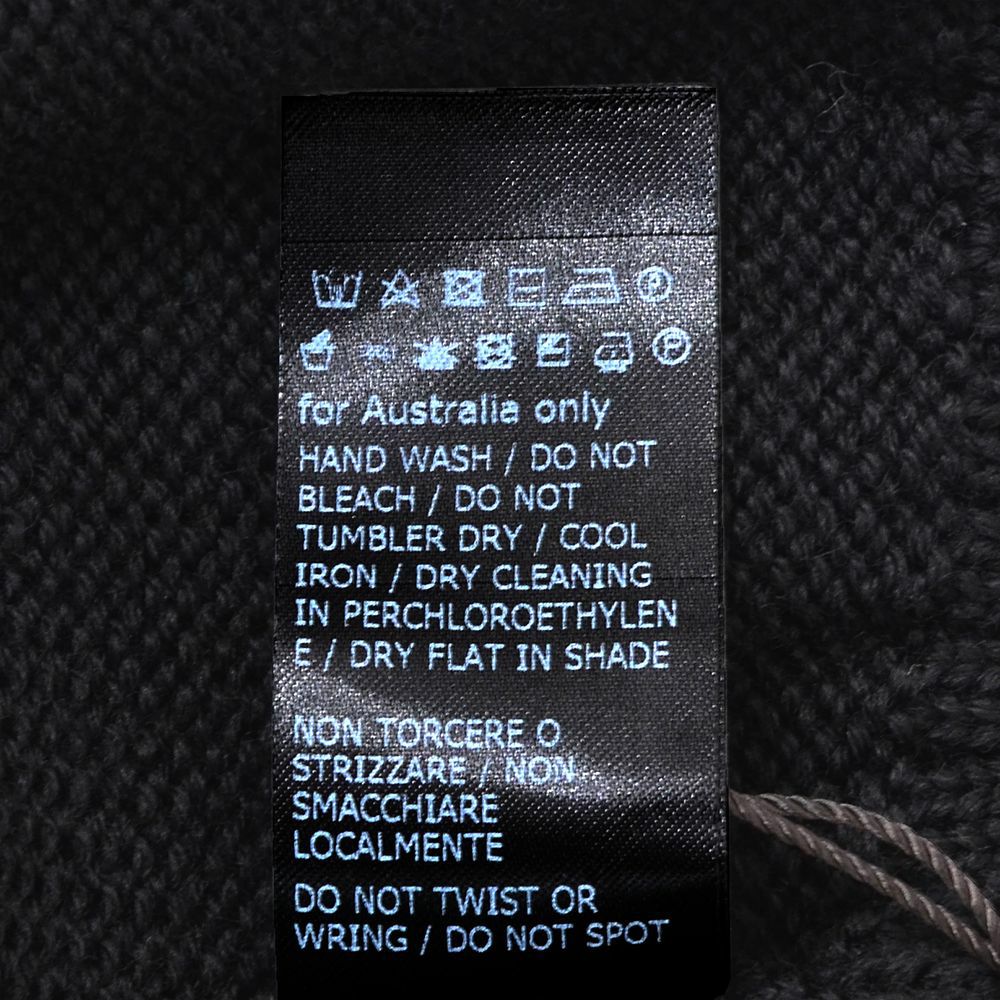 for Australia only
HAND WASH / DO NOT
BLEACH / DO NOT
TUMBLER DRY / COOL
IRON / DRY CLEANING
IN PERCHLOROETHYLEN
E / DRY FLAT IN SHADE
NON TORCERE O
STRIZZARE / NON
SMACCHIARE
LOCALMENTE
DO NOT TWIST OR
WRING / DO NOT SPOT